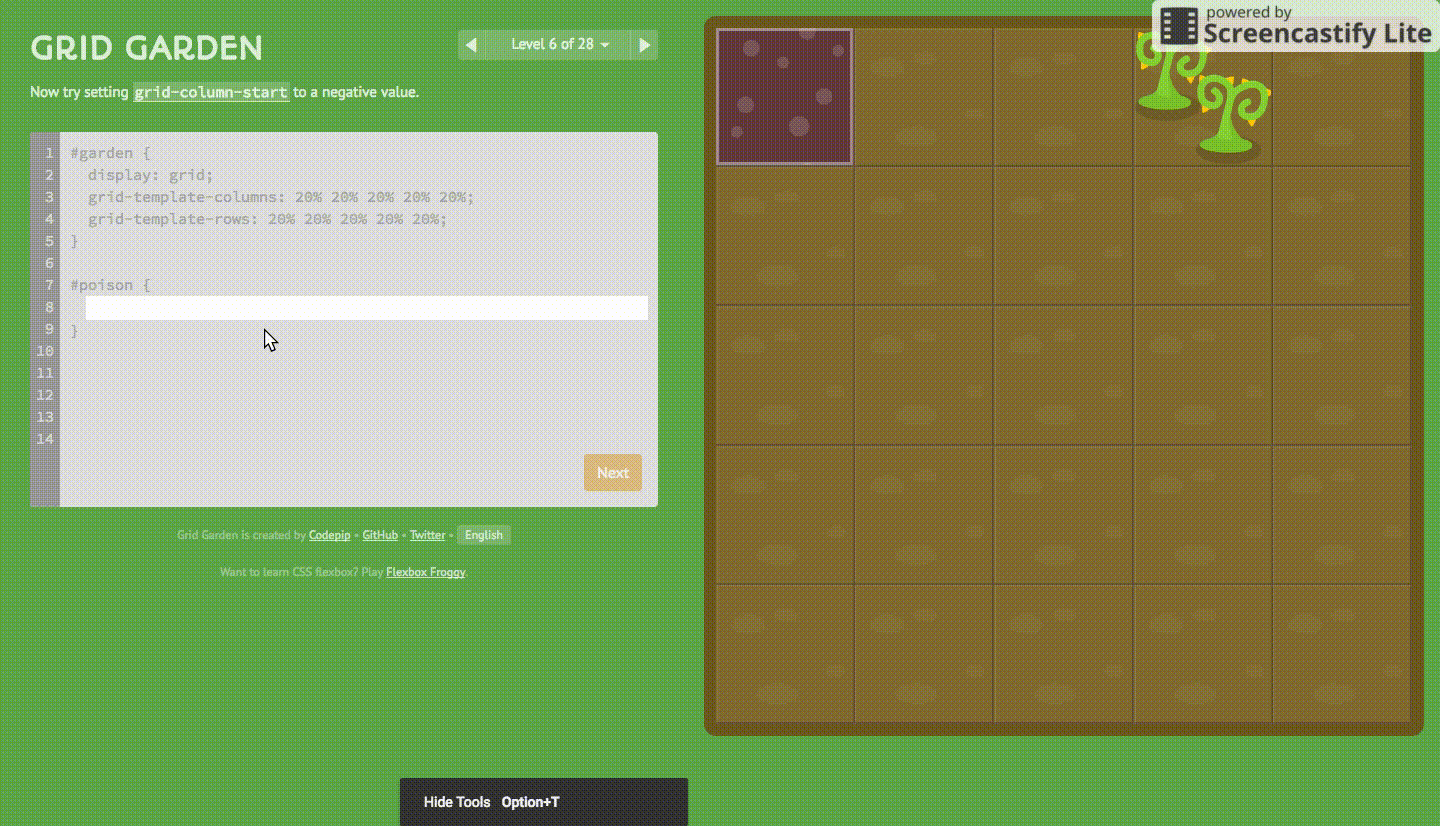 GRID GARDEN
Level 6 of 28
powered by
Screencastify Lite
Now try setting grid-column-start to a negative value.
1 #garden {
2 display: grid;
3 grid-template-columns: 20% 20% 20% 20% 20%;
4 grid-template-rows: 20% 20% 20% 20% 20%;
5 }
6
7 #poison {
8
9 }
10
11
12
13
14
Next
Grid Garden is created by Codepip • GitHub • Twitter • English
Want to learn CSS flexbox? Play Flexbox Froggy.
Hide Tools Option+T